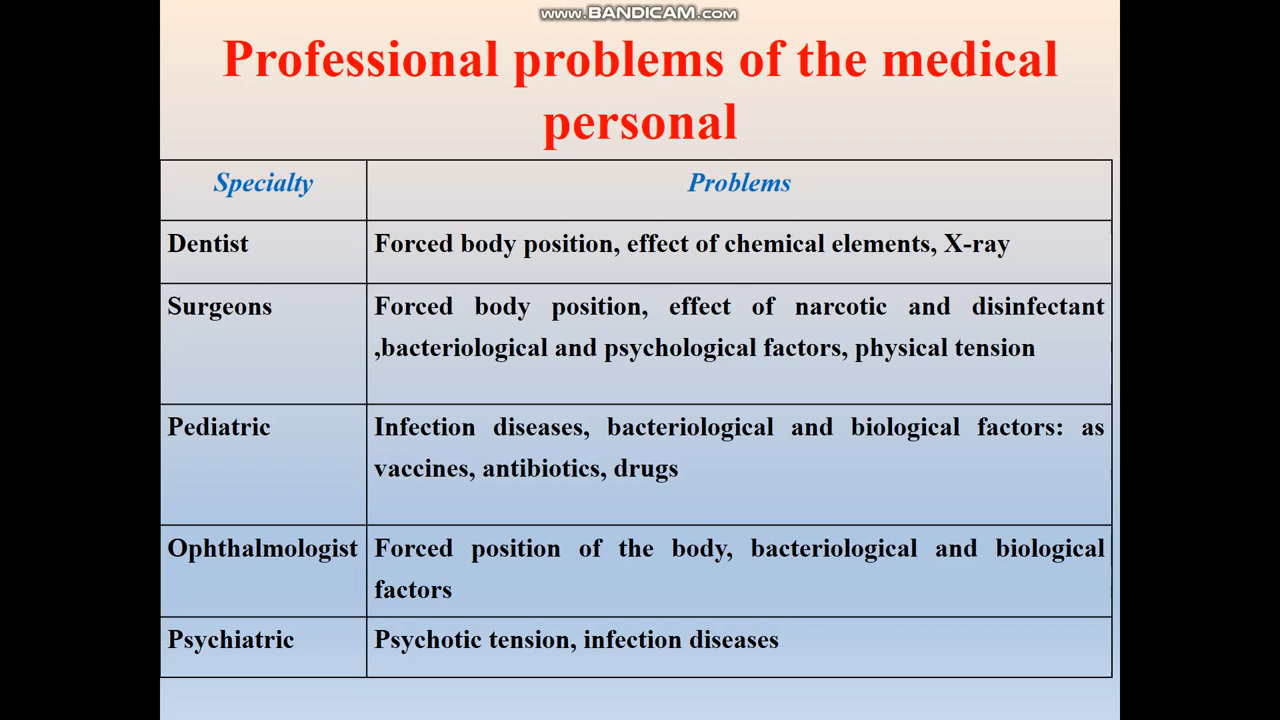 www.BANDICAM.com
Professional problems of the medical
personal
Specialty
Problems
Dentist
Forced body position, effect of chemical elements, X-ray
Surgeons
Forced body position, effect of narcotic and disinfectant
,bacteriological and psychological factors, physical tension
Pediatric
Infection diseases, bacteriological and biological factors: as
vaccines, antibiotics, drugs
Ophthalmologist
Forced position of the body, bacteriological and biological
factors
Psychiatric
Psychotic tension, infection diseases